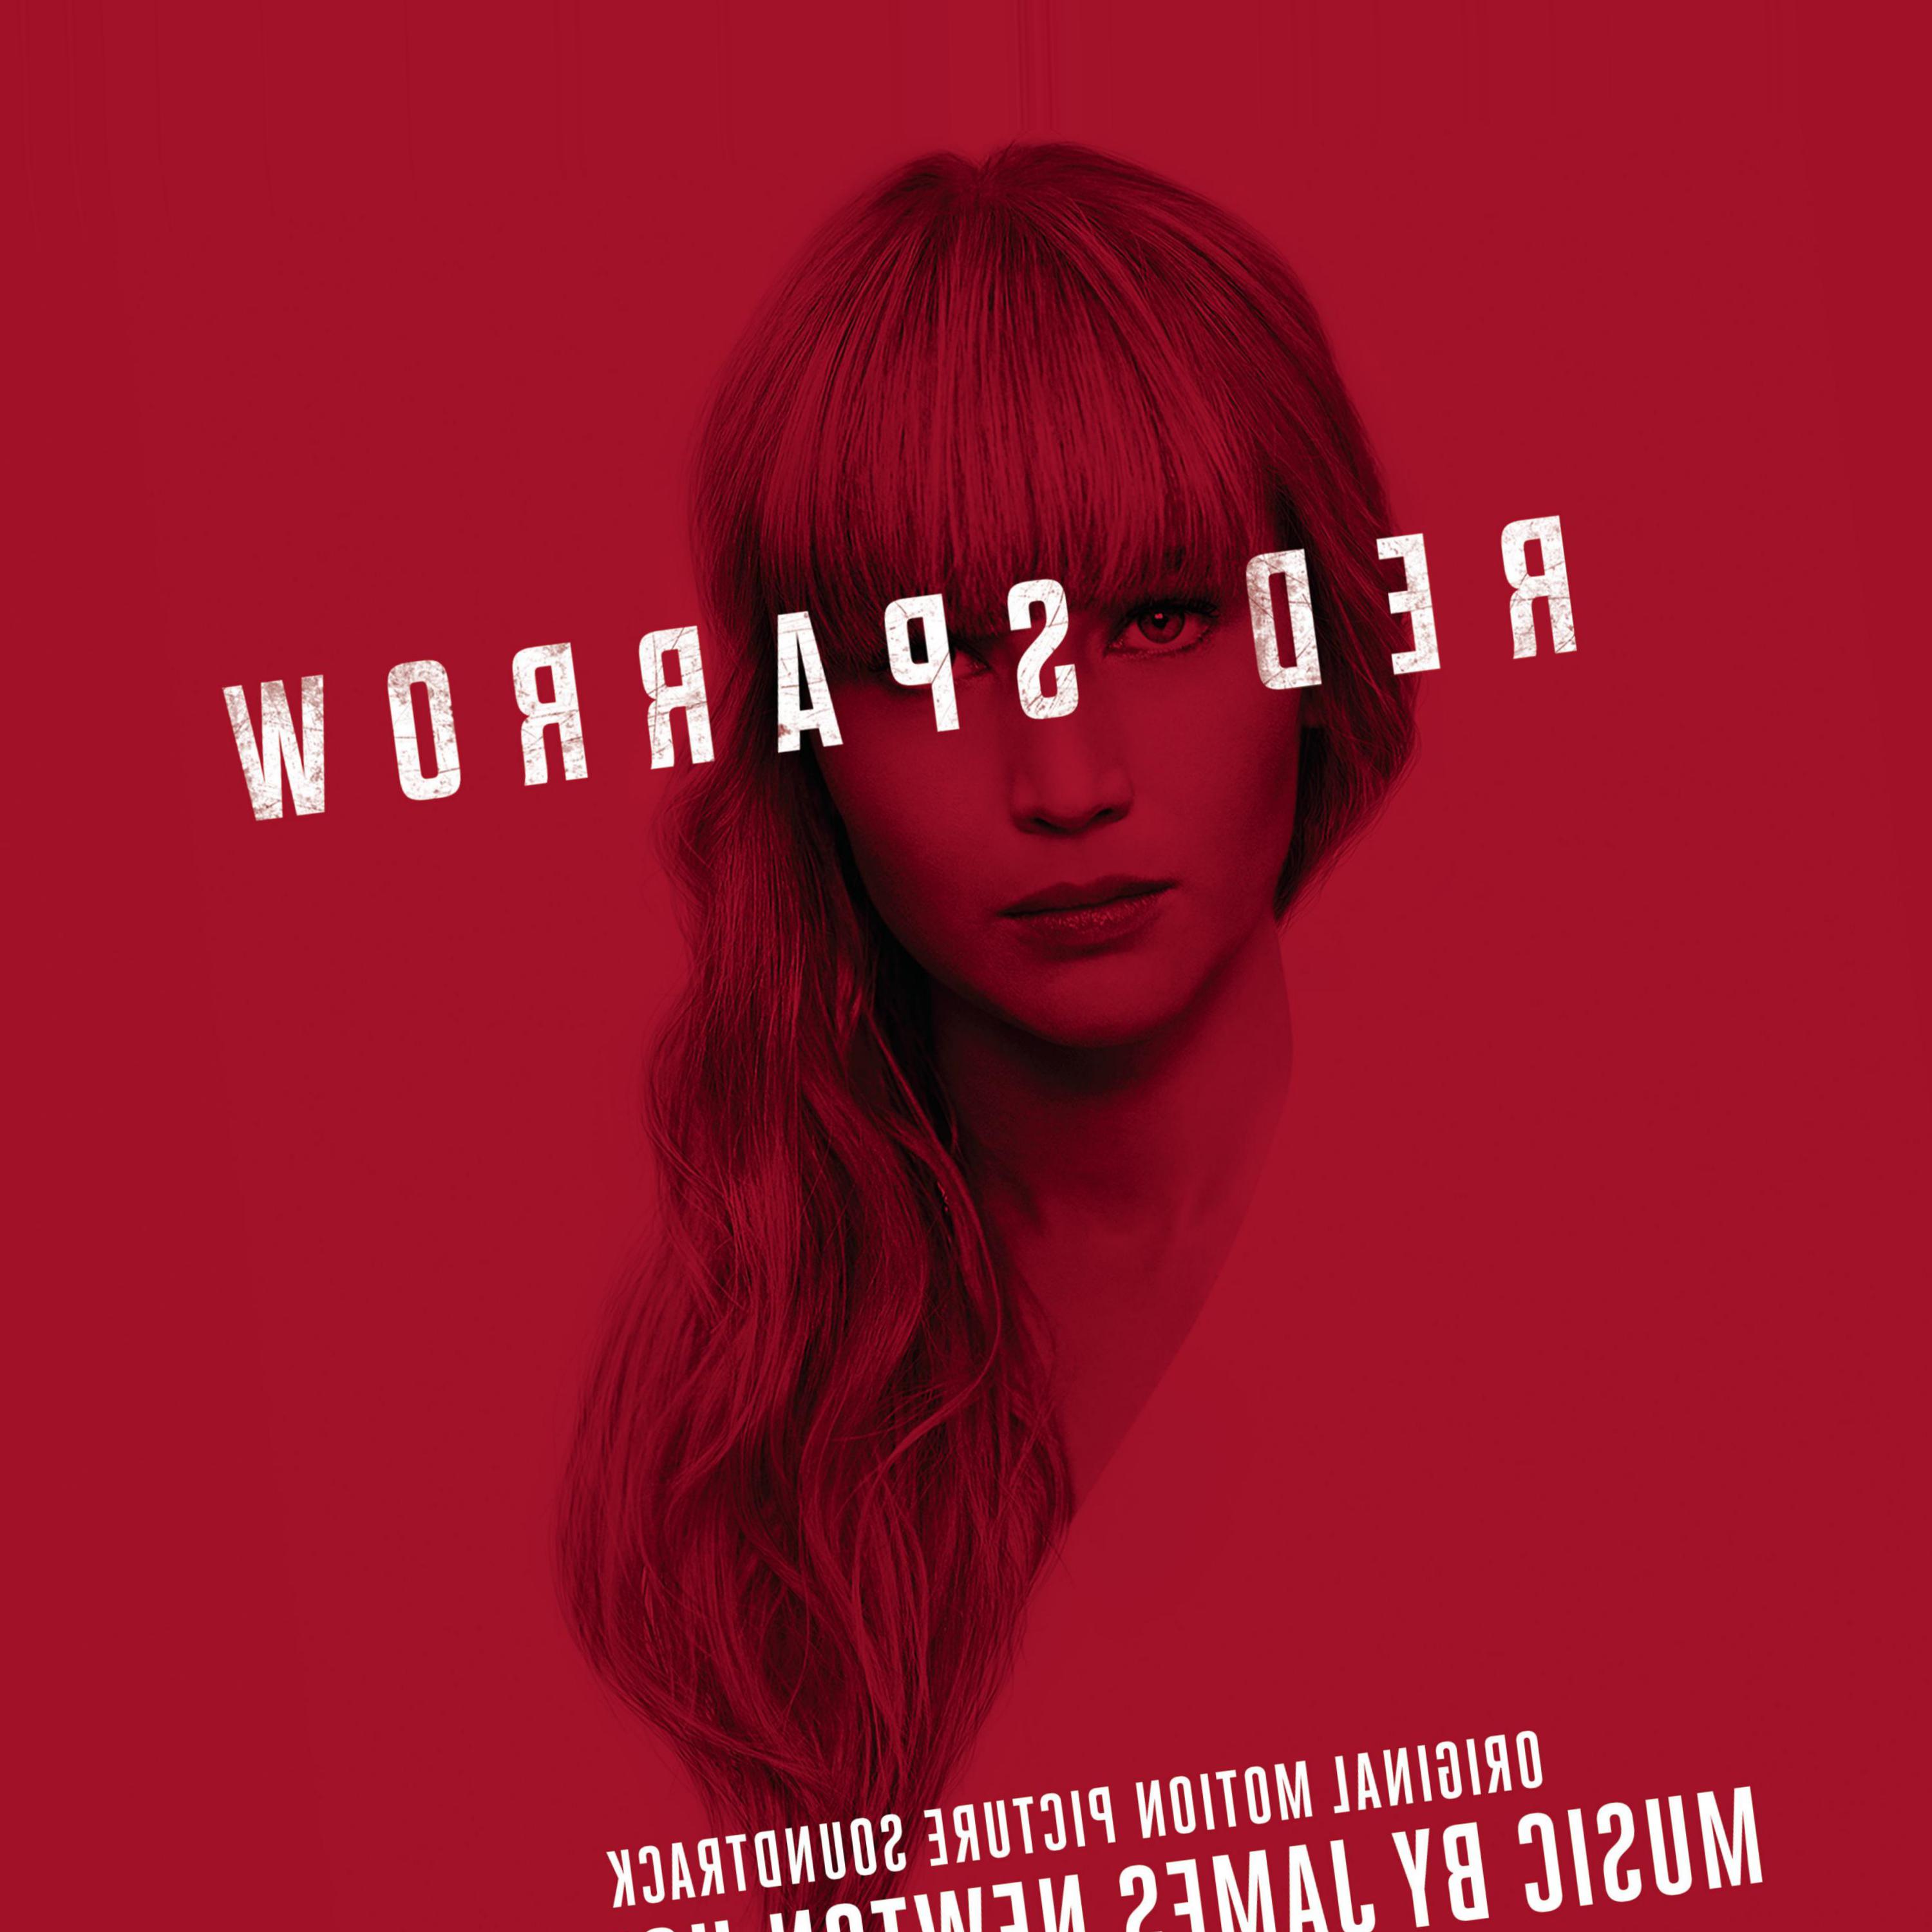 RED SPARROW
ORIGINAL MOTION PICTURE SOUNDTRACK
MUSIC BY JAMES NEWTON